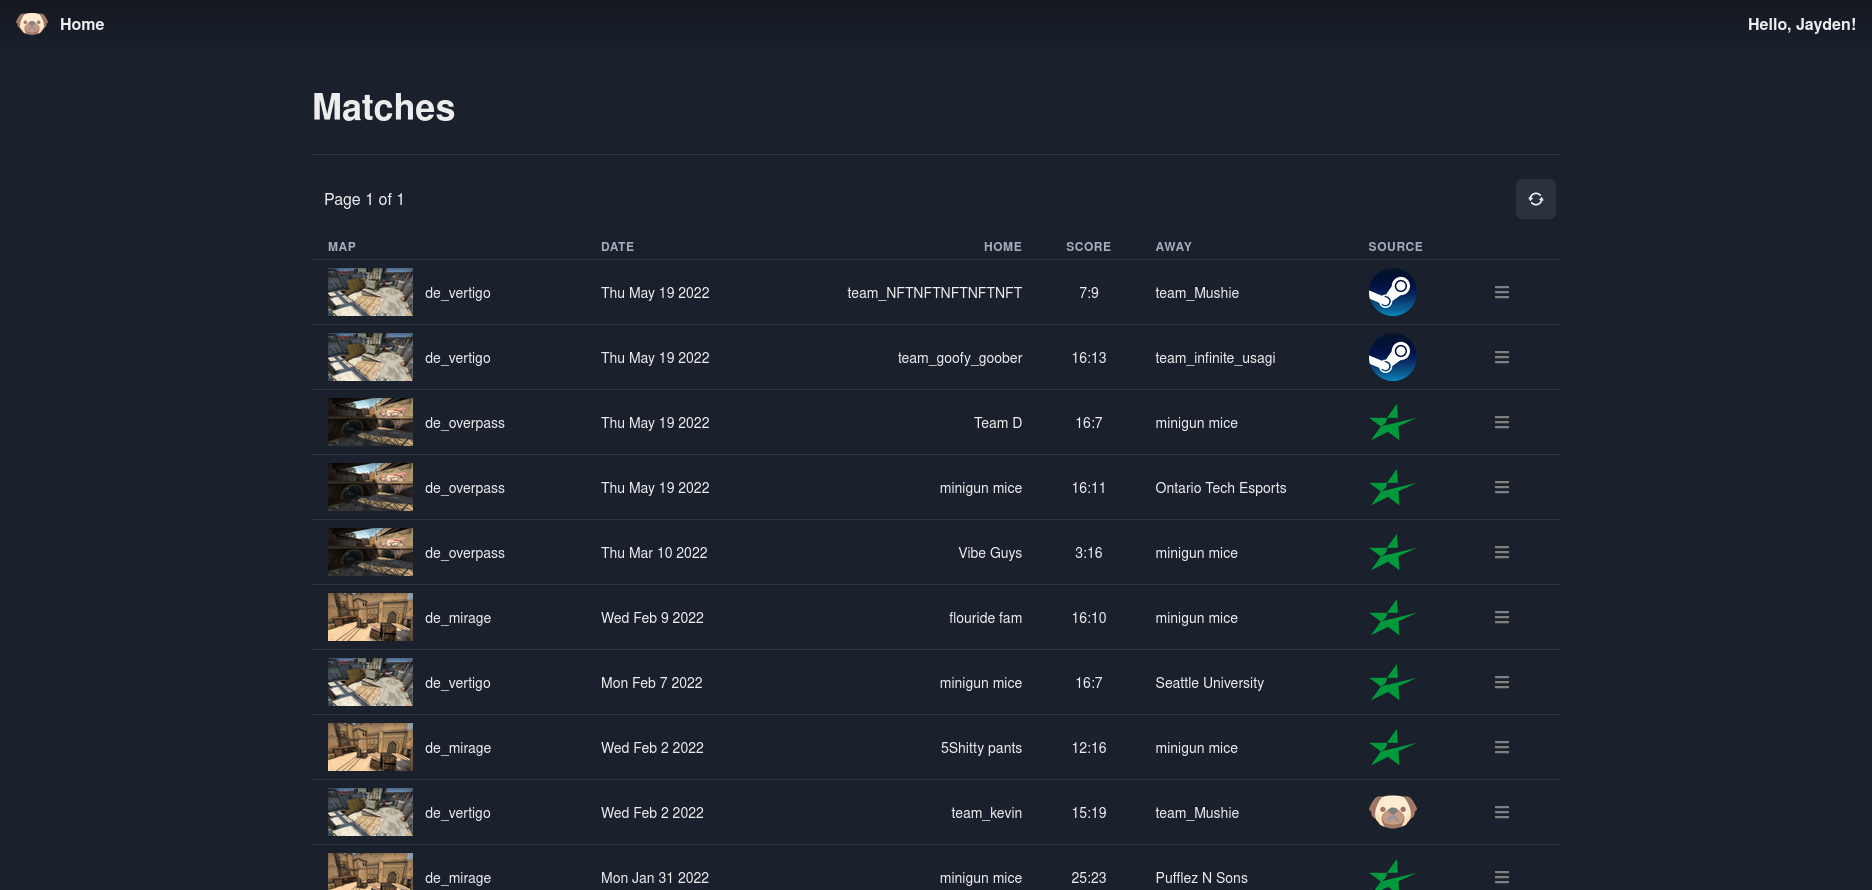 Home
Hello, Jayden!
Matches
Page 1 of 1
MAP DATE HOME SCORE AWAY SOURCE
de_vertigo Thu May 19 2022 team_NFTNFTNFTNFTNFT 7:9 team_Mushie
de_vertigo Thu May 19 2022 team_goofy_goober 16:13 team_infinite_usagi
de_overpass Thu May 19 2022 Team D 16:7 minigun mice
de_overpass Thu May 19 2022 minigun mice 16:11 Ontario Tech Esports
de_overpass Thu Mar 10 2022 Vibe Guys 3:16 minigun mice
de_mirage Wed Feb 9 2022 flouride fam 16:10 minigun mice
de_vertigo Mon Feb 7 2022 minigun mice 16:7 Seattle University
de_mirage Wed Feb 2 2022 5Shitty pants 12:16 minigun mice
de_vertigo Wed Feb 2 2022 team_kevin 15:19 team_Mushie
de_mirage Mon Jan 31 2022 minigun mice 25:23 Pufflez N Sons